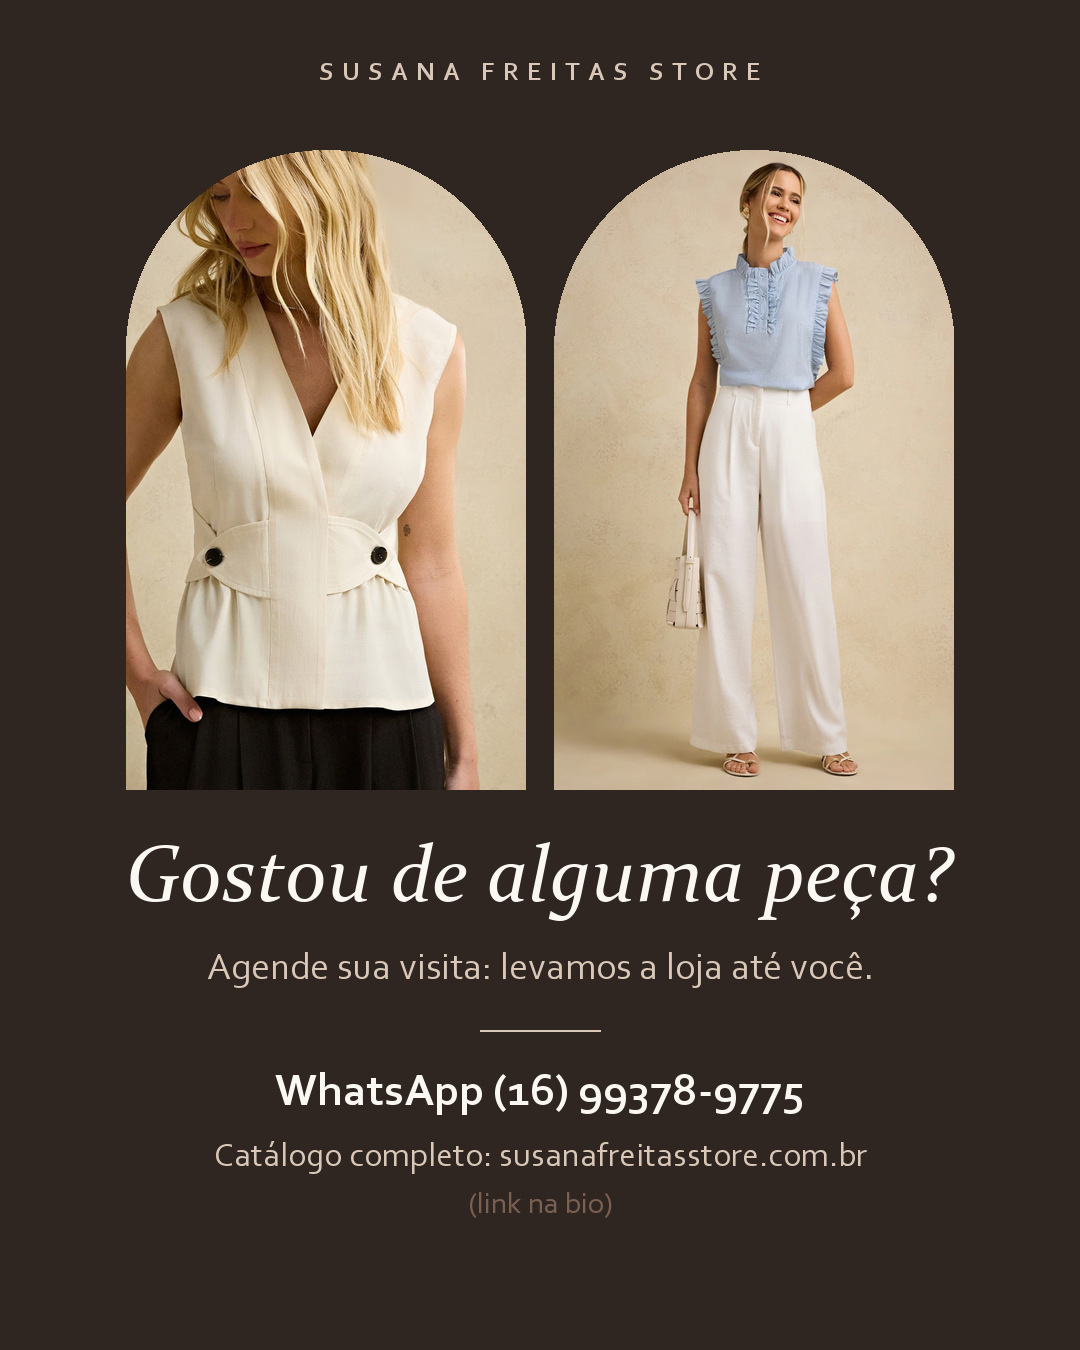 SUSANA FREITAS STORE
Gostou de alguma peça?
Agende sua visita: levamos a loja até você.
WhatsApp (16) 99378-9775
Catálogo completo: susanafreitasstore.com.br
(link na bio)